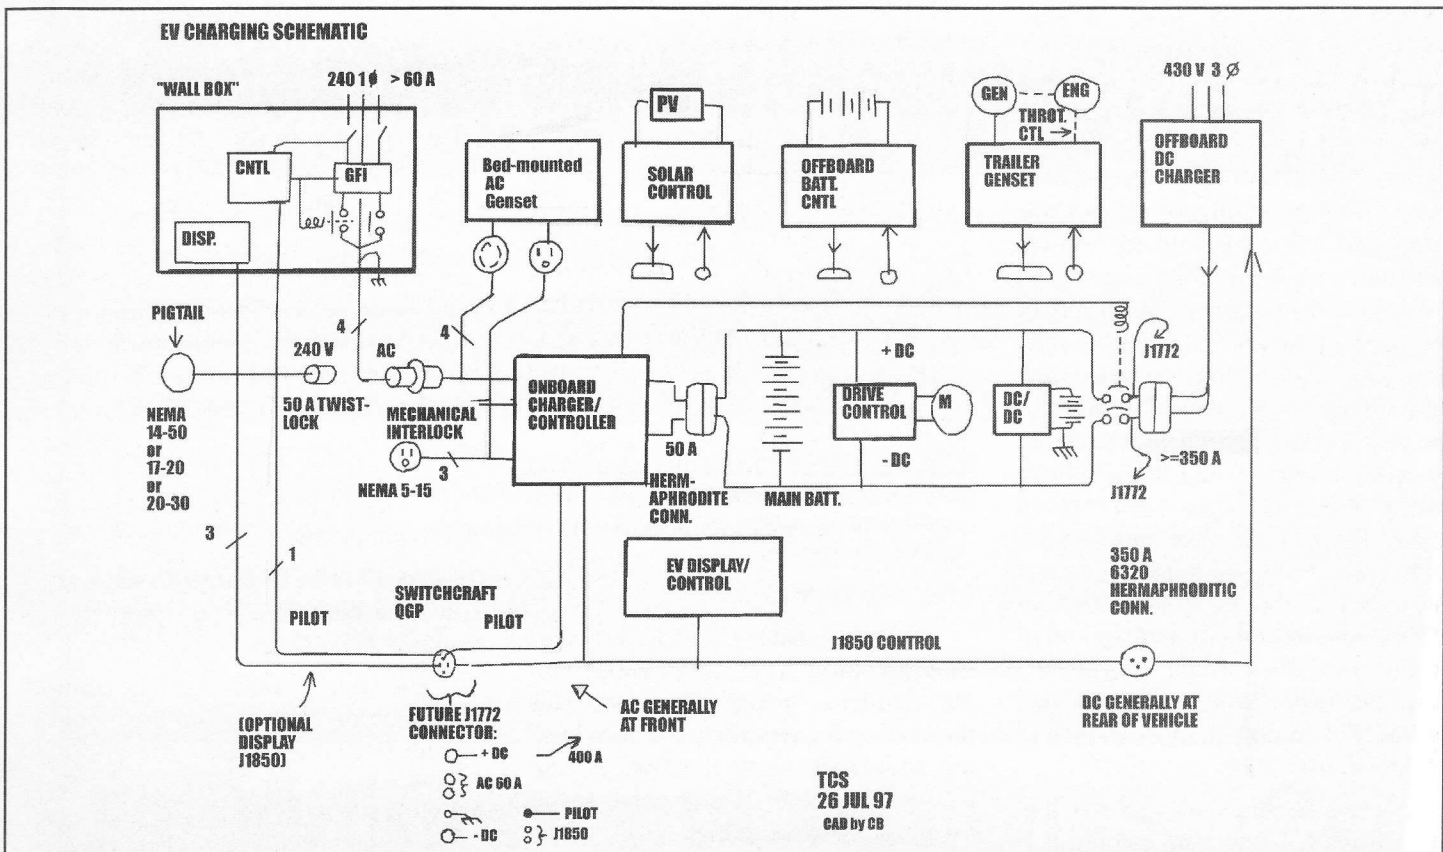 EV CHARGING SCHEMATIC
"WALL BOX"
240 1 ϕ > 60 A
CNTL
GFI
DISP.
Bed-mounted
AC
Genset
PV
SOLAR
CONTROL
OFFBOARD
BATT.
CNTL
GEN
ENG
THROT.
CTL
TRAILER
GENSET
430 V 3 Ø
OFFBOARD
DC
CHARGER
PIGTAIL
NEMA
14-50
or
17-20
or
20-30
240 V
50 A TWIST-
LOCK
4
AC
4
MECHANICAL
INTERLOCK
NEMA 5-15
3
ONBOARD
CHARGER/
CONTROLLER
50 A
HERM-
APHRODITE
CONN.
MAIN BATT.
+ DC
DRIVE
CONTROL
M
- DC
DC/
DC
J1772
>=350 A
J1772
350 A
6320
HERMAPHRODITIC
CONN.
3
1
PILOT
SWITCHCRAFT
QGP
PILOT
EV DISPLAY/
CONTROL
J1850 CONTROL
(OPTIONAL
DISPLAY
J1850)
AC GENERALLY
AT FRONT
DC GENERALLY AT
REAR OF VEHICLE
FUTURE J1772
CONNECTOR:
+ DC
400 A
AC 60 A
PILOT
- DC
J1850
TCS
26 JUL 97
CAD by CB